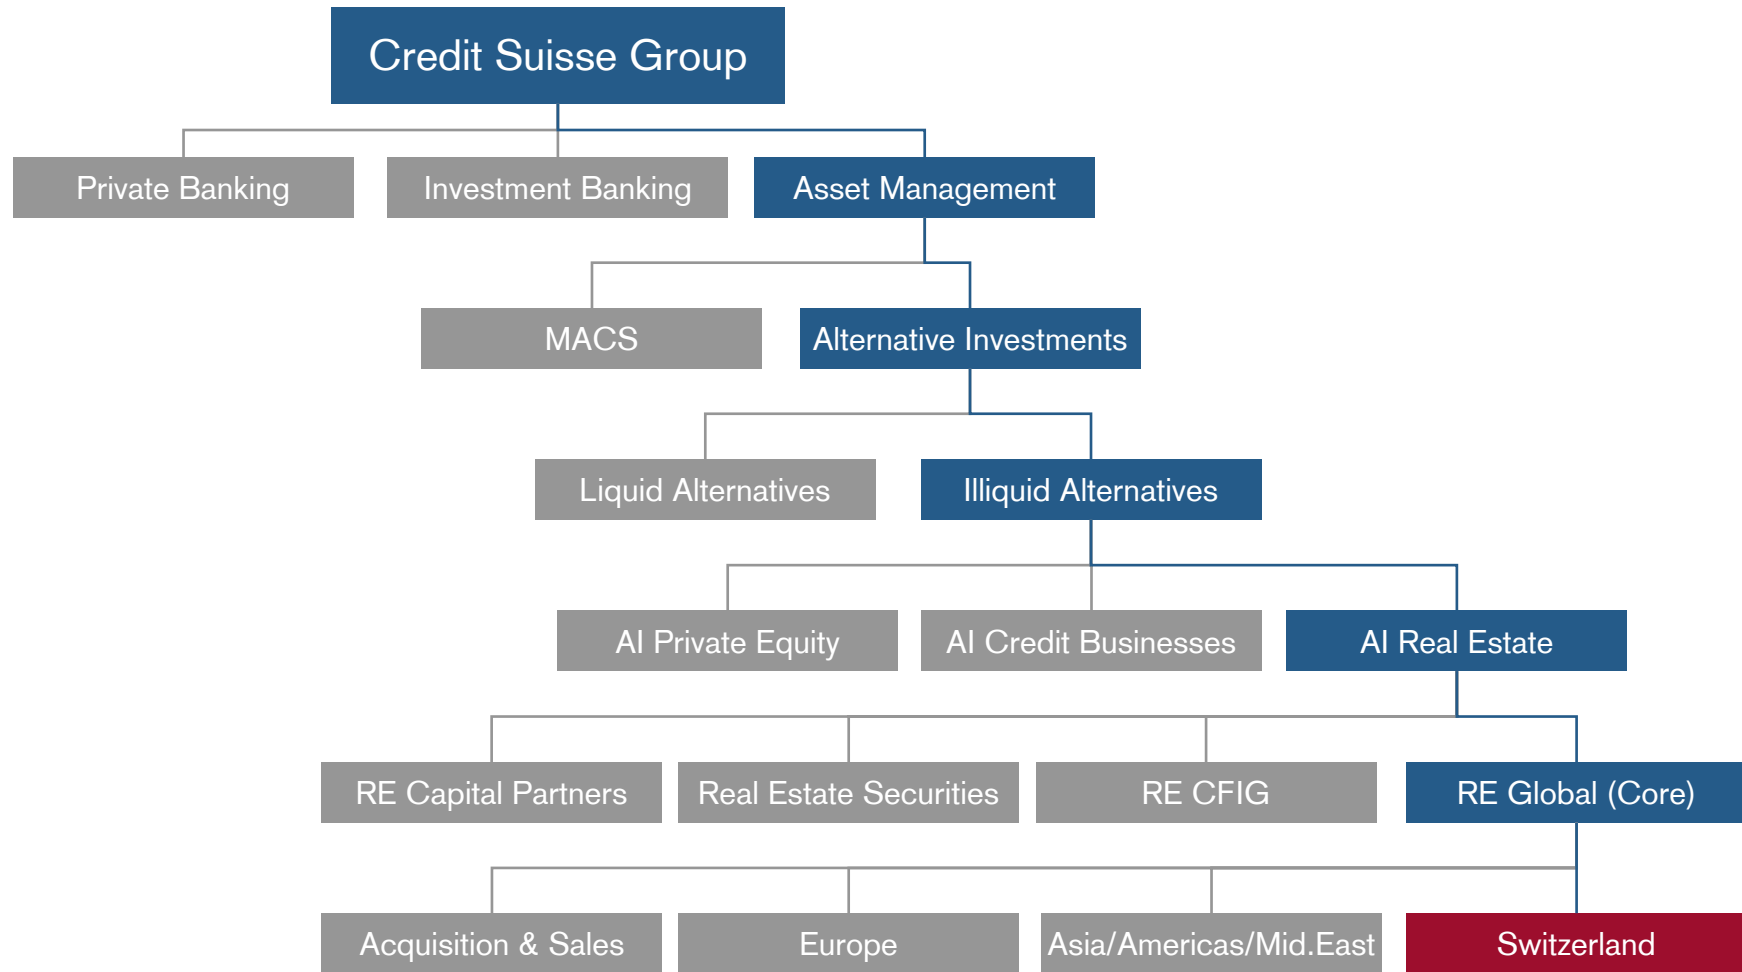 Credit Suisse Group
Private Banking
Investment Banking
Asset Management
MACS
Alternative Investments
Liquid Alternatives
Illiquid Alternatives
AI Private Equity
AI Credit Businesses
AI Real Estate
RE Capital Partners
Real Estate Securities
RE CFIG
RE Global (Core)
Acquisition & Sales
Europe
Asia/Americas/Mid.East
Switzerland